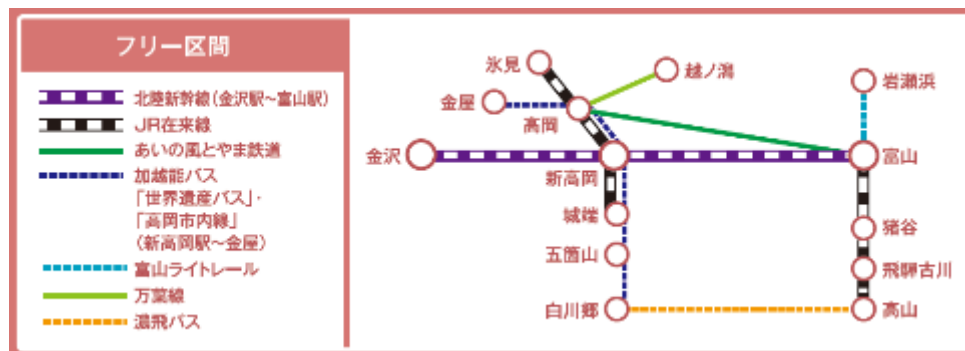 フリー区間
北陸新幹線(金沢駅~富山駅)
JR在来線
あいの風とやま鉄道
加越能バス
「世界遺産バス」・
「高岡市内線」
(新高岡駅~金屋)
富山ライトレール
万葉線
濃飛バス
氷見
越ノ潟
岩瀬浜
金屋
高岡
金沢
富山
新高岡
城端
猪谷
五箇山
飛騨古川
白川郷
高山